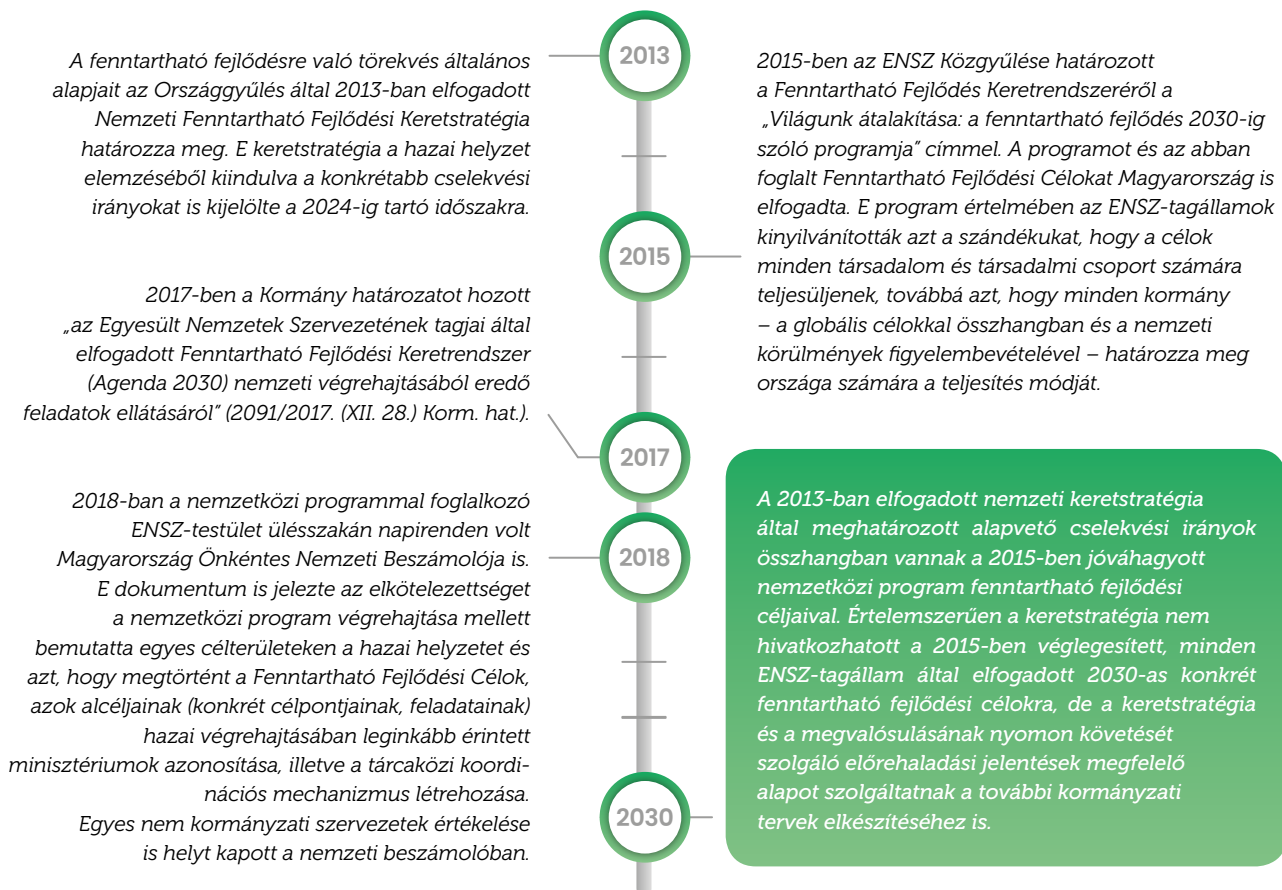 2013
A fenntartható fejlődésre való törekvés általános
alapjait az Országgyűlés által 2013-ban elfogadott
Nemzeti Fenntartható Fejlődési Keretstratégia
határozza meg. E keretstratégia a hazai helyzet
elemzéséből kiindulva a konkrétabb cselekvési
irányokat is kijelölte a 2024-ig tartó időszakra.
2015
2015-ben az ENSZ Közgyűlése határozott
a Fenntartható Fejlődés Keretrendszeréről a
„Világunk átalakítása: a fenntartható fejlődés 2030-ig
szóló programja” címmel. A programot és az abban
foglalt Fenntartható Fejlődési Célokat Magyarország is
elfogadta. E program értelmében az ENSZ-tagállamok
kinyilvánították azt a szándékukat, hogy a célok
minden társadalom és társadalmi csoport számára
teljesüljenek, továbbá azt, hogy minden kormány
– a globális célokkal összhangban és a nemzeti
körülmények figyelembevételével – határozza meg
országa számára a teljesítés módját.
2017
2017-ben a Kormány határozatot hozott
„az Egyesült Nemzetek Szervezetének tagjai által
elfogadott Fenntartható Fejlődési Keretrendszer
(Agenda 2030) nemzeti végrehajtásából eredő
feladatok ellátásáról” (2091/2017. (XII. 28.) Korm. hat.).
2018
2018-ban a nemzetközi programmal foglalkozó
ENSZ-testület ülésszakán napirenden volt
Magyarország Önkéntes Nemzeti Beszámolója is.
E dokumentum is jelezte az elkötelezettséget
a nemzetközi program végrehajtása mellett
bemutatta egyes célterületeken a hazai helyzetet és
azt, hogy megtörtént a Fenntartható Fejlődési Célok,
azok alcéljainak (konkrét célpontjainak, feladatainak)
hazai végrehajtásában leginkább érintett
minisztériumok azonosítása, illetve a tárcaközi koordi-
nációs mechanizmus létrehozása.
Egyes nem kormányzati szervezetek értékelése
is helyt kapott a nemzeti beszámolóban.
2030
A 2013-ban elfogadott nemzeti keretstratégia
által meghatározott alapvető cselekvési irányok
összhangban vannak a 2015-ben jóváhagyott
nemzetközi program fenntartható fejlődési
céljaival. Értelemszerűen a keretstratégia nem
hivatkozhatott a 2015-ben véglegesített, minden
ENSZ-tagállam által elfogadott 2030-as konkrét
fenntartható fejlődési célokra, de a keretstratégia
és a megvalósulásának nyomon követését
szolgáló előrehaladási jelentések megfelelő
alapot szolgáltatnak a további kormányzati
tervek elkészítéséhez is.